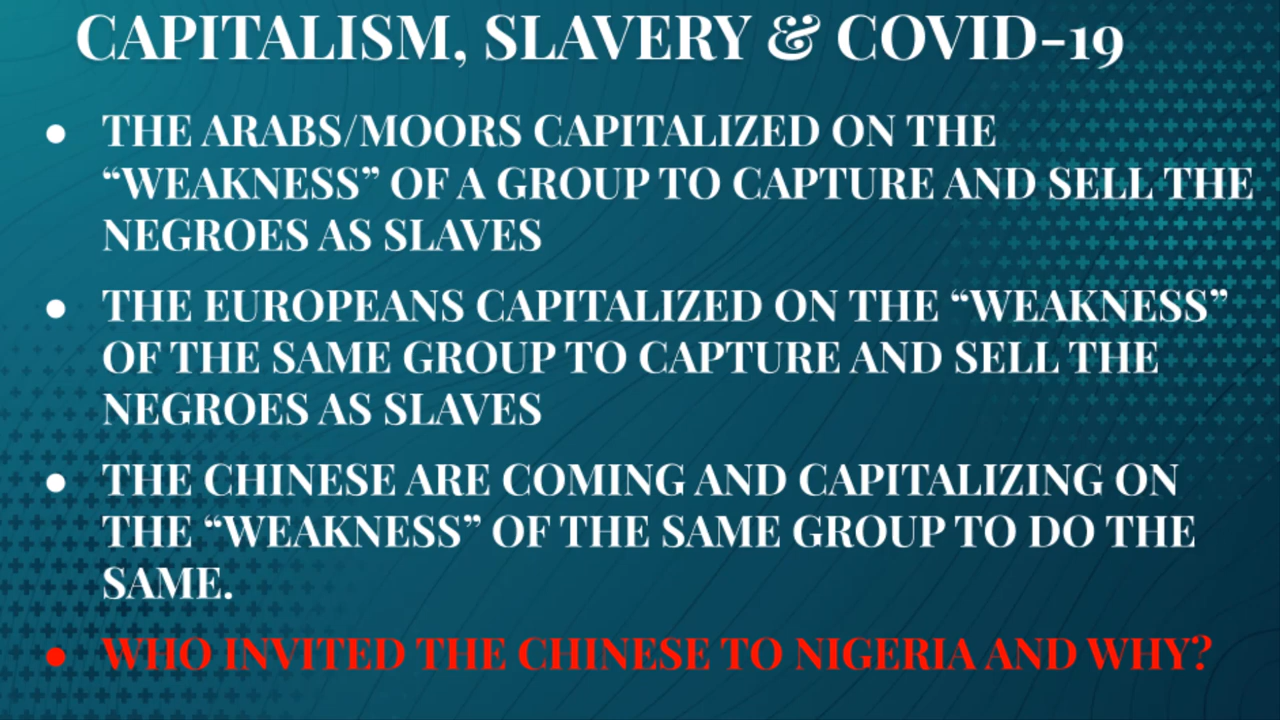 CAPITALISM, SLAVERY & COVID-19
• THE ARABS/MOORS CAPITALIZED ON THE
“WEAKNESS” OF A GROUP TO CAPTURE AND SELL THE
NEGROES AS SLAVES
• THE EUROPEANS CAPITALIZED ON THE “WEAKNESS”
OF THE SAME GROUP TO CAPTURE AND SELL THE
NEGROES AS SLAVES
• THE CHINESE ARE COMING AND CAPITALIZING ON
THE “WEAKNESS” OF THE SAME GROUP TO DO THE
SAME.
• WHO INVITED THE CHINESE TO NIGERIA AND WHY?